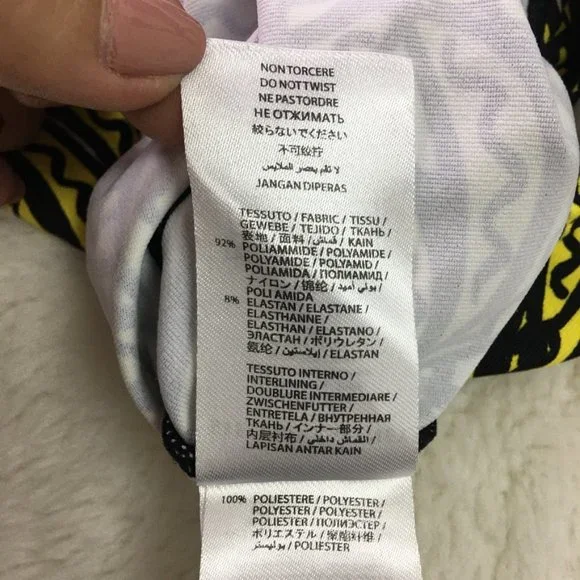 NON TORCERE
DO NOT TWIST
NE PAS TORDRE
НЕ ОТЖИМАТЬ
絞らないでください
不可绞拧
لا تقم بعصر الملابس
JANGAN DIPERAS
TESSUTO / FABRIC / TISSU /
GEWEBE / TEJIDO / ТКАНЬ /
表地 / 面料 / قماش / KAIN
92% POLIAMMIDE / POLYAMIDE /
POLYAMIDE / POLYAMID /
POLIAMIDA / ПОЛИАМИД /
ナイロン / 锦纶 / بولي أميد /
POLI AMIDA
8% ELASTAN / ELASTANE /
ELASTHANNE /
ELASTHAN / ELASTANO /
ЭЛАСТАН / ポリウレタン /
氨纶 / إيلاستين / ELASTAN
TESSUTO INTERNO /
INTERLINING /
DOUBLURE INTERMEDIARE /
ZWISCHENFUTTER /
ENTRETELA / ВНУТРЕННАЯ
ТКАНЬ / インナー部分 /
内层衬布 / القماش داخلي /
LAPISAN ANTAR KAIN
100% POLIESTERE / POLYESTER /
POLYESTER / POLYESTER /
POLIESTER / ПОЛИЭСТЕР /
ポリエステル / 聚酯纤维 /
بوليستر / POLIESTER